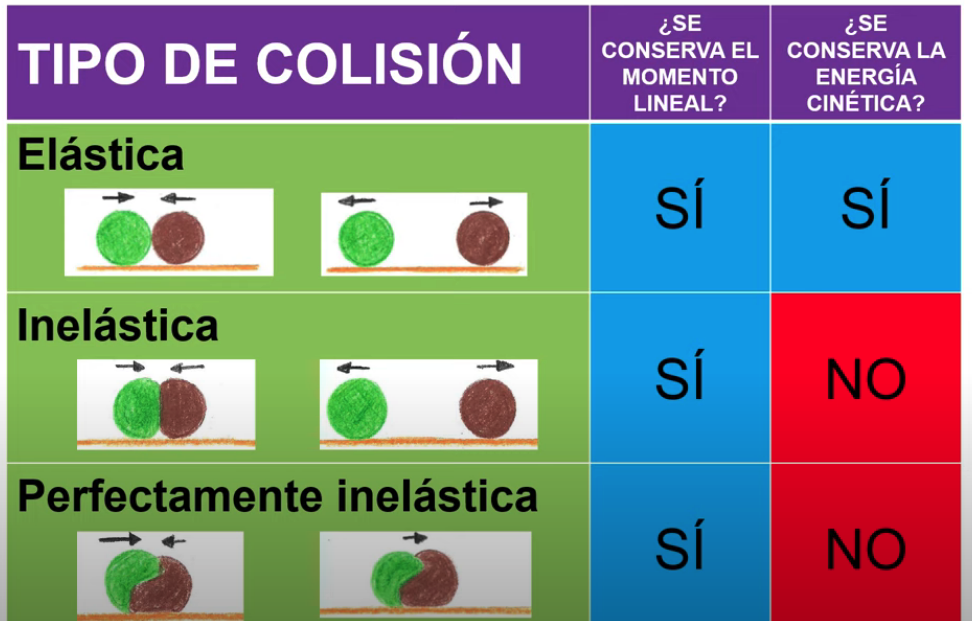 TIPO DE COLISIÓN
¿SE
CONSERVA EL
MOMENTO
LINEAL?
¿SE
CONSERVA LA
ENERGÍA
CINÉTICA?
Elástica
SÍ
SÍ
Inelástica
SÍ
NO
Perfectamente inelástica
SÍ
NO